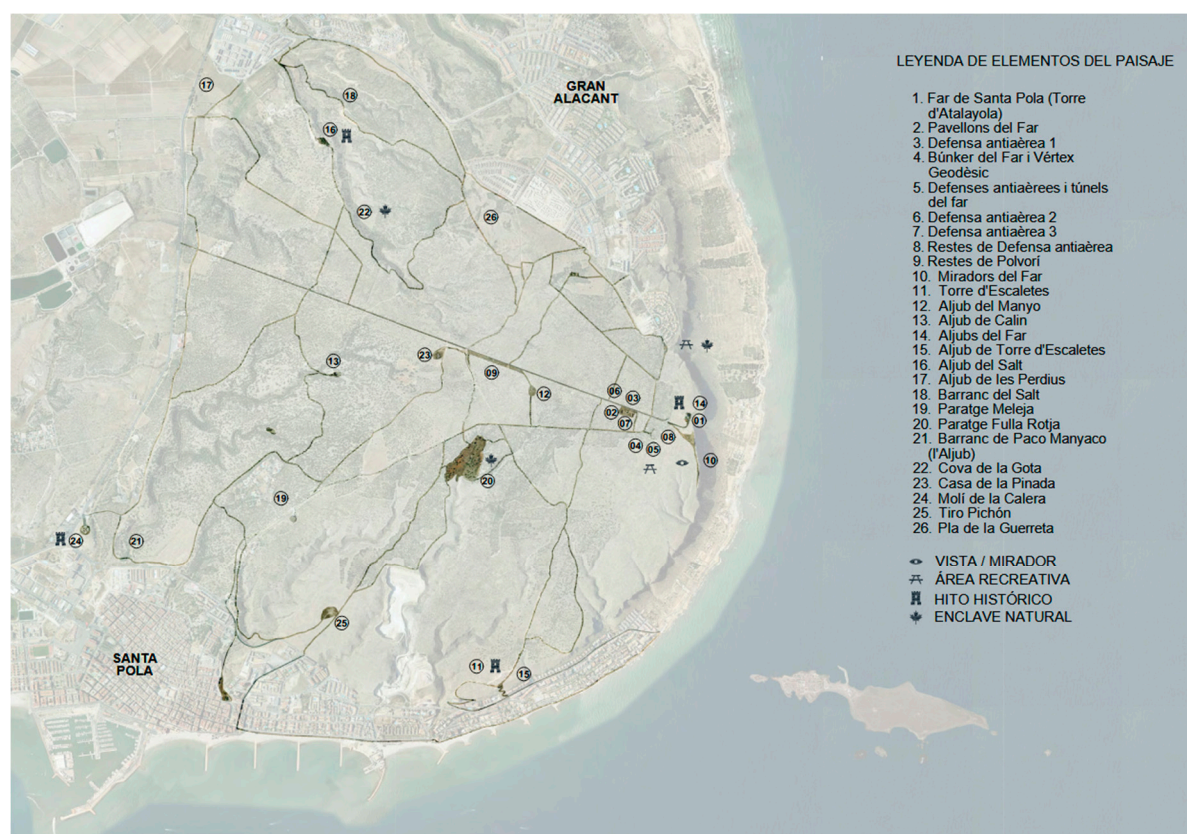 LEYENDA DE ELEMENTOS DEL PAISAJE
GRAN
ALACANT
1. Far de Santa Pola (Torre
d'Atalayola)
2. Pavellons del Far
3. Defensa antiaèrea 1
4. Búnker del Far i Vértex
Geodèsic
5. Defenses antiaèrees i túnels
del far
6. Defensa antiaèrea 2
7. Defensa antiaèrea 3
8. Restes de Defensa antiaèrea
9. Restes de Polvorí
10. Miradors del Far
11. Torre d'Escaletes
12. Aljub del Manyo
13. Aljub de Calin
14. Aljubs del Far
15. Aljub de Torre d'Escaletes
16. Aljub del Salt
17. Aljub de les Perdius
18. Barranc del Salt
19. Paratge Meleja
20. Paratge Fulla Rotja
21. Barranc de Paco Manyaco
(l'Aljub)
22. Cova de la Gota
23. Casa de la Pinada
24. Molí de la Calera
25. Tiro Pichón
26. Pla de la Guerreta
VISTA / MIRADOR
ÁREA RECREATIVA
HITO HISTÓRICO
ENCLAVE NATURAL
17
18
16
22
26
13
23
09
12
06
03
02
07
14
01
04
05
08
10
20
19
24
21
25
11
15
SANTA
POLA